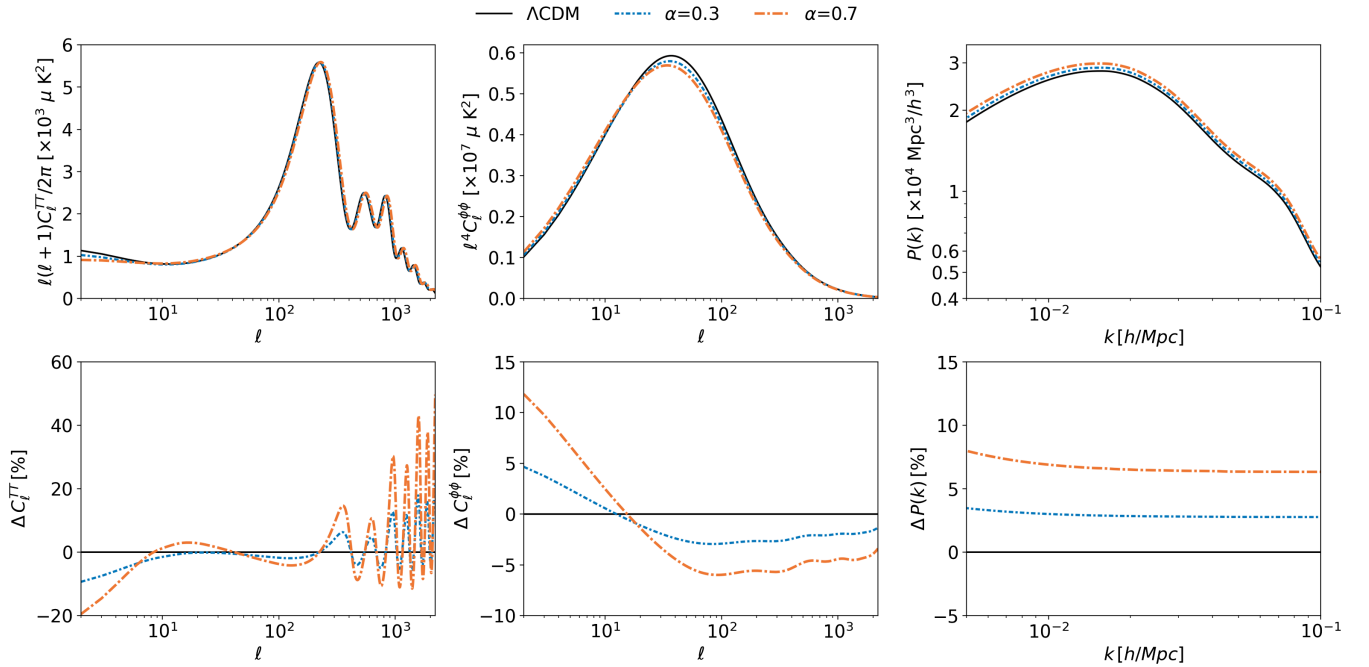 ΛCDM α=0.3 α=0.7
ℓ(ℓ + 1)C_ℓ^{TT}/2π [×10³ μ K²]
6
5
4
3
2
1
0
10¹ 10² 10³
ℓ
ℓ⁴C_ℓ^{ϕϕ} [×10⁷ μ K²]
0.6
0.5
0.4
0.3
0.2
0.1
0.0
10¹ 10² 10³
ℓ
P(k) [×10⁴ Mpc³/h³]
3
2
1
0.6
0.5
0.4
10⁻² 10⁻¹
k [h/Mpc]
Δ C_ℓ^{TT} [%]
60
40
20
0
−20
10¹ 10² 10³
ℓ
Δ C_ℓ^{ϕϕ} [%]
15
10
5
0
−5
−10
10¹ 10² 10³
ℓ
Δ P(k) [%]
15
10
5
0
−5
10⁻² 10⁻¹
k [h/Mpc]